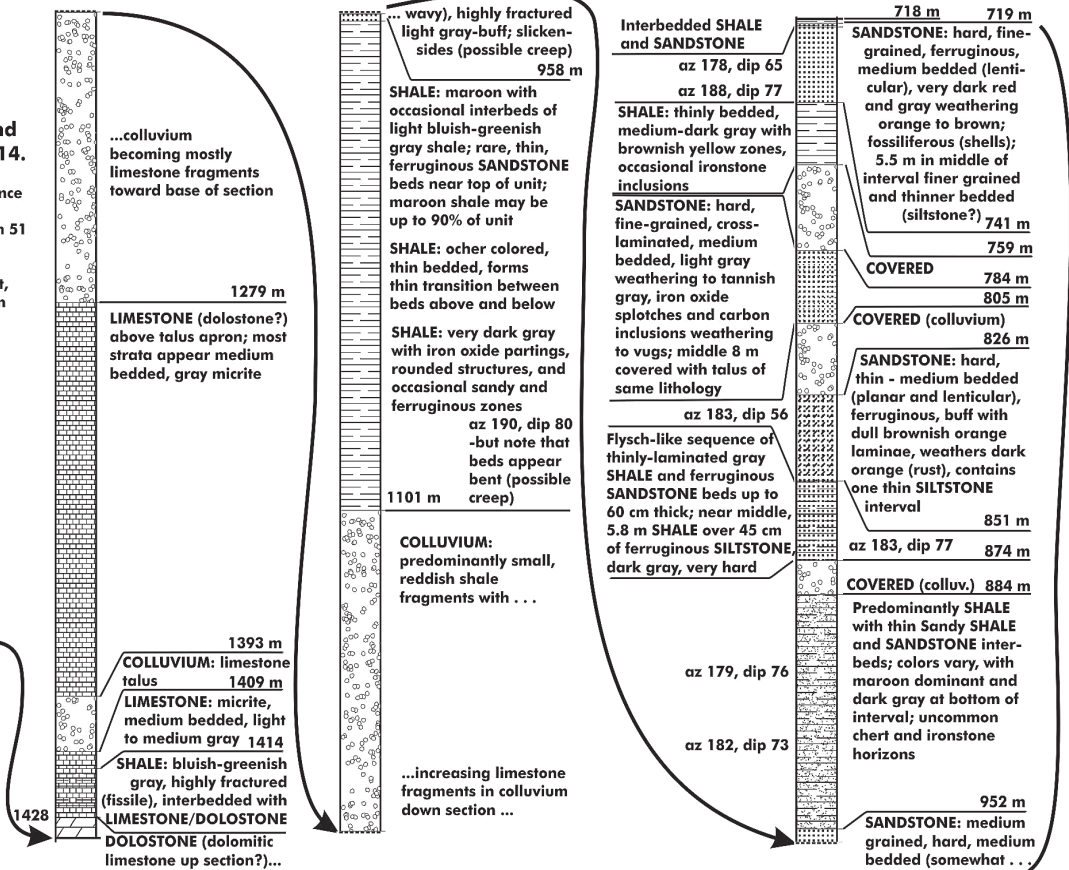 nd
14.
nce
n 51
t,
n
...colluvium
becoming mostly
limestone fragments
toward base of section
1279 m
LIMESTONE (dolostone?)
above talus apron; most
strata appear medium
bedded, gray micrite
1393 m
COLLUVIUM: limestone
talus
1409 m
LIMESTONE: micrite,
medium bedded, light
to medium gray
1414
SHALE: bluish-greenish
gray, highly fractured
(fissile), interbedded with
LIMESTONE/DOLOSTONE
1428
DOLOSTONE (dolomitic
limestone up section?)...
... wavy), highly fractured
light gray-buff; slicken-
sides (possible creep)
958 m
SHALE: maroon with
occasional interbeds of
light bluish-greenish
gray shale; rare, thin,
ferruginous SANDSTONE
beds near top of unit;
maroon shale may be
up to 90% of unit
SHALE: ocher colored,
thin bedded, forms
thin transition between
beds above and below
SHALE: very dark gray
with iron oxide partings,
rounded structures, and
occasional sandy and
ferruginous zones
az 190, dip 80
-but note that
beds appear
bent (possible
creep)
1101 m
COLLUVIUM:
predominantly small,
reddish shale
fragments with . . .
...increasing limestone
fragments in colluvium
down section ...
Interbedded SHALE
and SANDSTONE
az 178, dip 65
az 188, dip 77
SHALE: thinly bedded,
medium-dark gray with
brownish yellow zones,
occasional ironstone
inclusions
SANDSTONE: hard,
fine-grained, cross-
laminated, medium
bedded, light gray
weathering to tannish
gray, iron oxide
splotches and carbon
inclusions weathering
to vugs; middle 8 m
covered with talus of
same lithology
az 183, dip 56
Flysch-like sequence of
thinly-laminated gray
SHALE and ferruginous
SANDSTONE beds up to
60 cm thick; near middle,
5.8 m SHALE over 45 cm
of ferruginous SILTSTONE,
dark gray, very hard
az 179, dip 76
az 182, dip 73
718 m
719 m
SANDSTONE: hard, fine-
grained, ferruginous,
medium bedded (lenti-
cular), very dark red
and gray weathering
orange to brown;
fossiliferous (shells);
5.5 m in middle of
interval finer grained
and thinner bedded
(siltstone?)
741 m
759 m
COVERED
784 m
805 m
COVERED (colluvium)
826 m
SANDSTONE: hard,
thin - medium bedded
(planar and lenticular),
ferruginous, buff with
dull brownish orange
laminae, weathers dark
orange (rust), contains
one thin SILTSTONE
interval
851 m
az 183, dip 77
874 m
COVERED (colluv.)
884 m
Predominantly SHALE
with thin Sandy SHALE
and SANDSTONE inter-
beds; colors vary, with
maroon dominant and
dark gray at bottom of
interval; uncommon
chert and ironstone
horizons
952 m
SANDSTONE: medium
grained, hard, medium
bedded (somewhat . . .